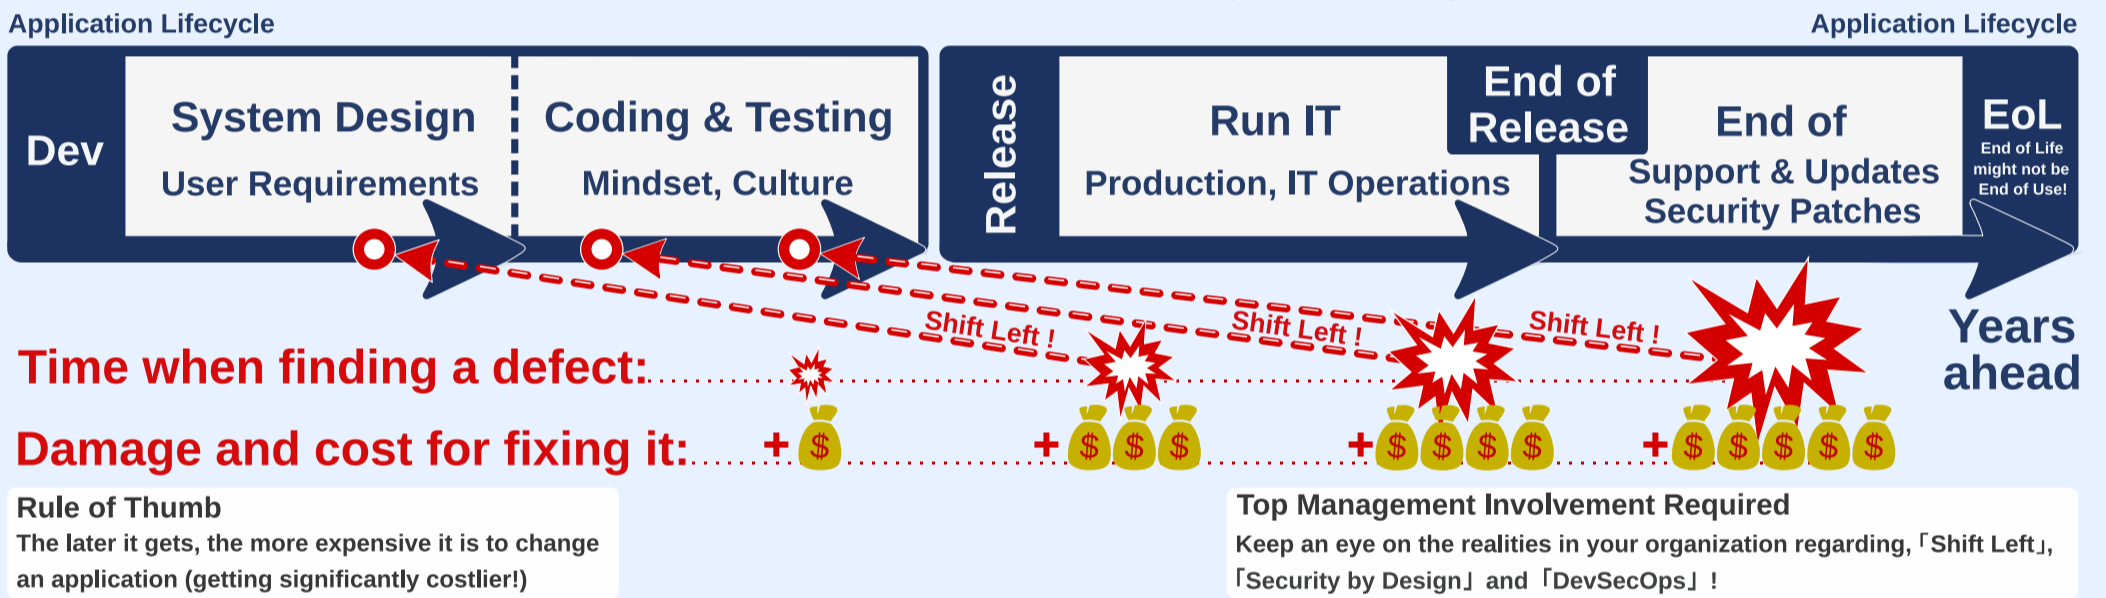 Application Lifecycle
Application Lifecycle
Dev
System Design
User Requirements
Coding & Testing
Mindset, Culture
Release
Run IT
Production, IT Operations
End of
Release
End of
Support & Updates
Security Patches
EoL
End of Life
might not be
End of Use!
Shift Left !
Shift Left !
Shift Left !
Years
ahead
Time when finding a defect:
Damage and cost for fixing it:
+ $
+ $ $ $
+ $ $ $ $
+ $ $ $ $ $
Rule of Thumb
The later it gets, the more expensive it is to change
an application (getting significantly costlier!)
Top Management Involvement Required
Keep an eye on the realities in your organization regarding,「Shift Left」,
「Security by Design」 and 「DevSecOps」 !